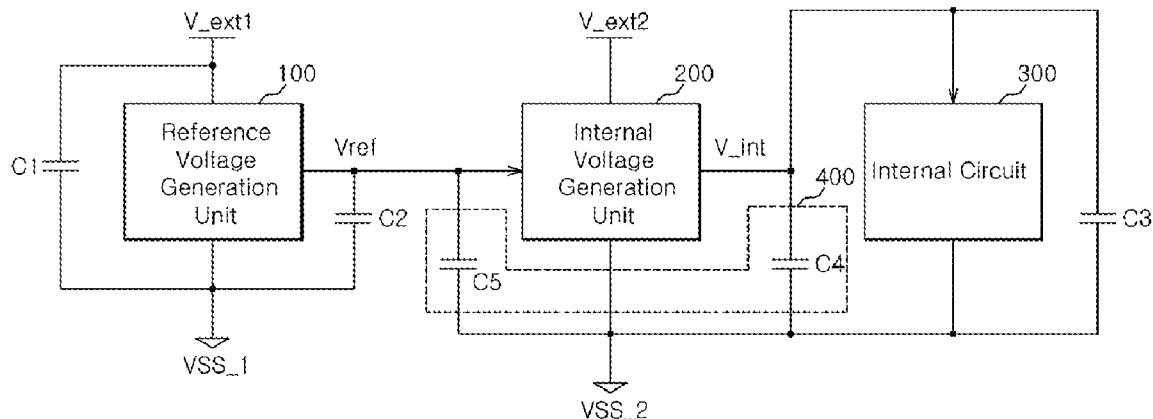 V_ext1
V_ext2
100
200
300
Reference
Voltage
Generation
Unit
Vref
Internal
Voltage
Generation
Unit
V_int
Internal Circuit
400
C1
C2
C3
C4
C5
VSS_1
VSS_2